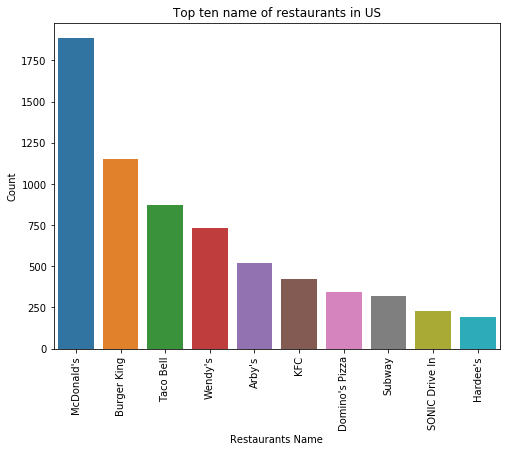 Top ten name of restaurants in US
1750
1500
1250
1000
750
500
250
0
Count
McDonald's
Burger King
Taco Bell
Wendy's
Arby's
KFC
Domino's Pizza
Subway
SONIC Drive In
Hardee's
Restaurants Name